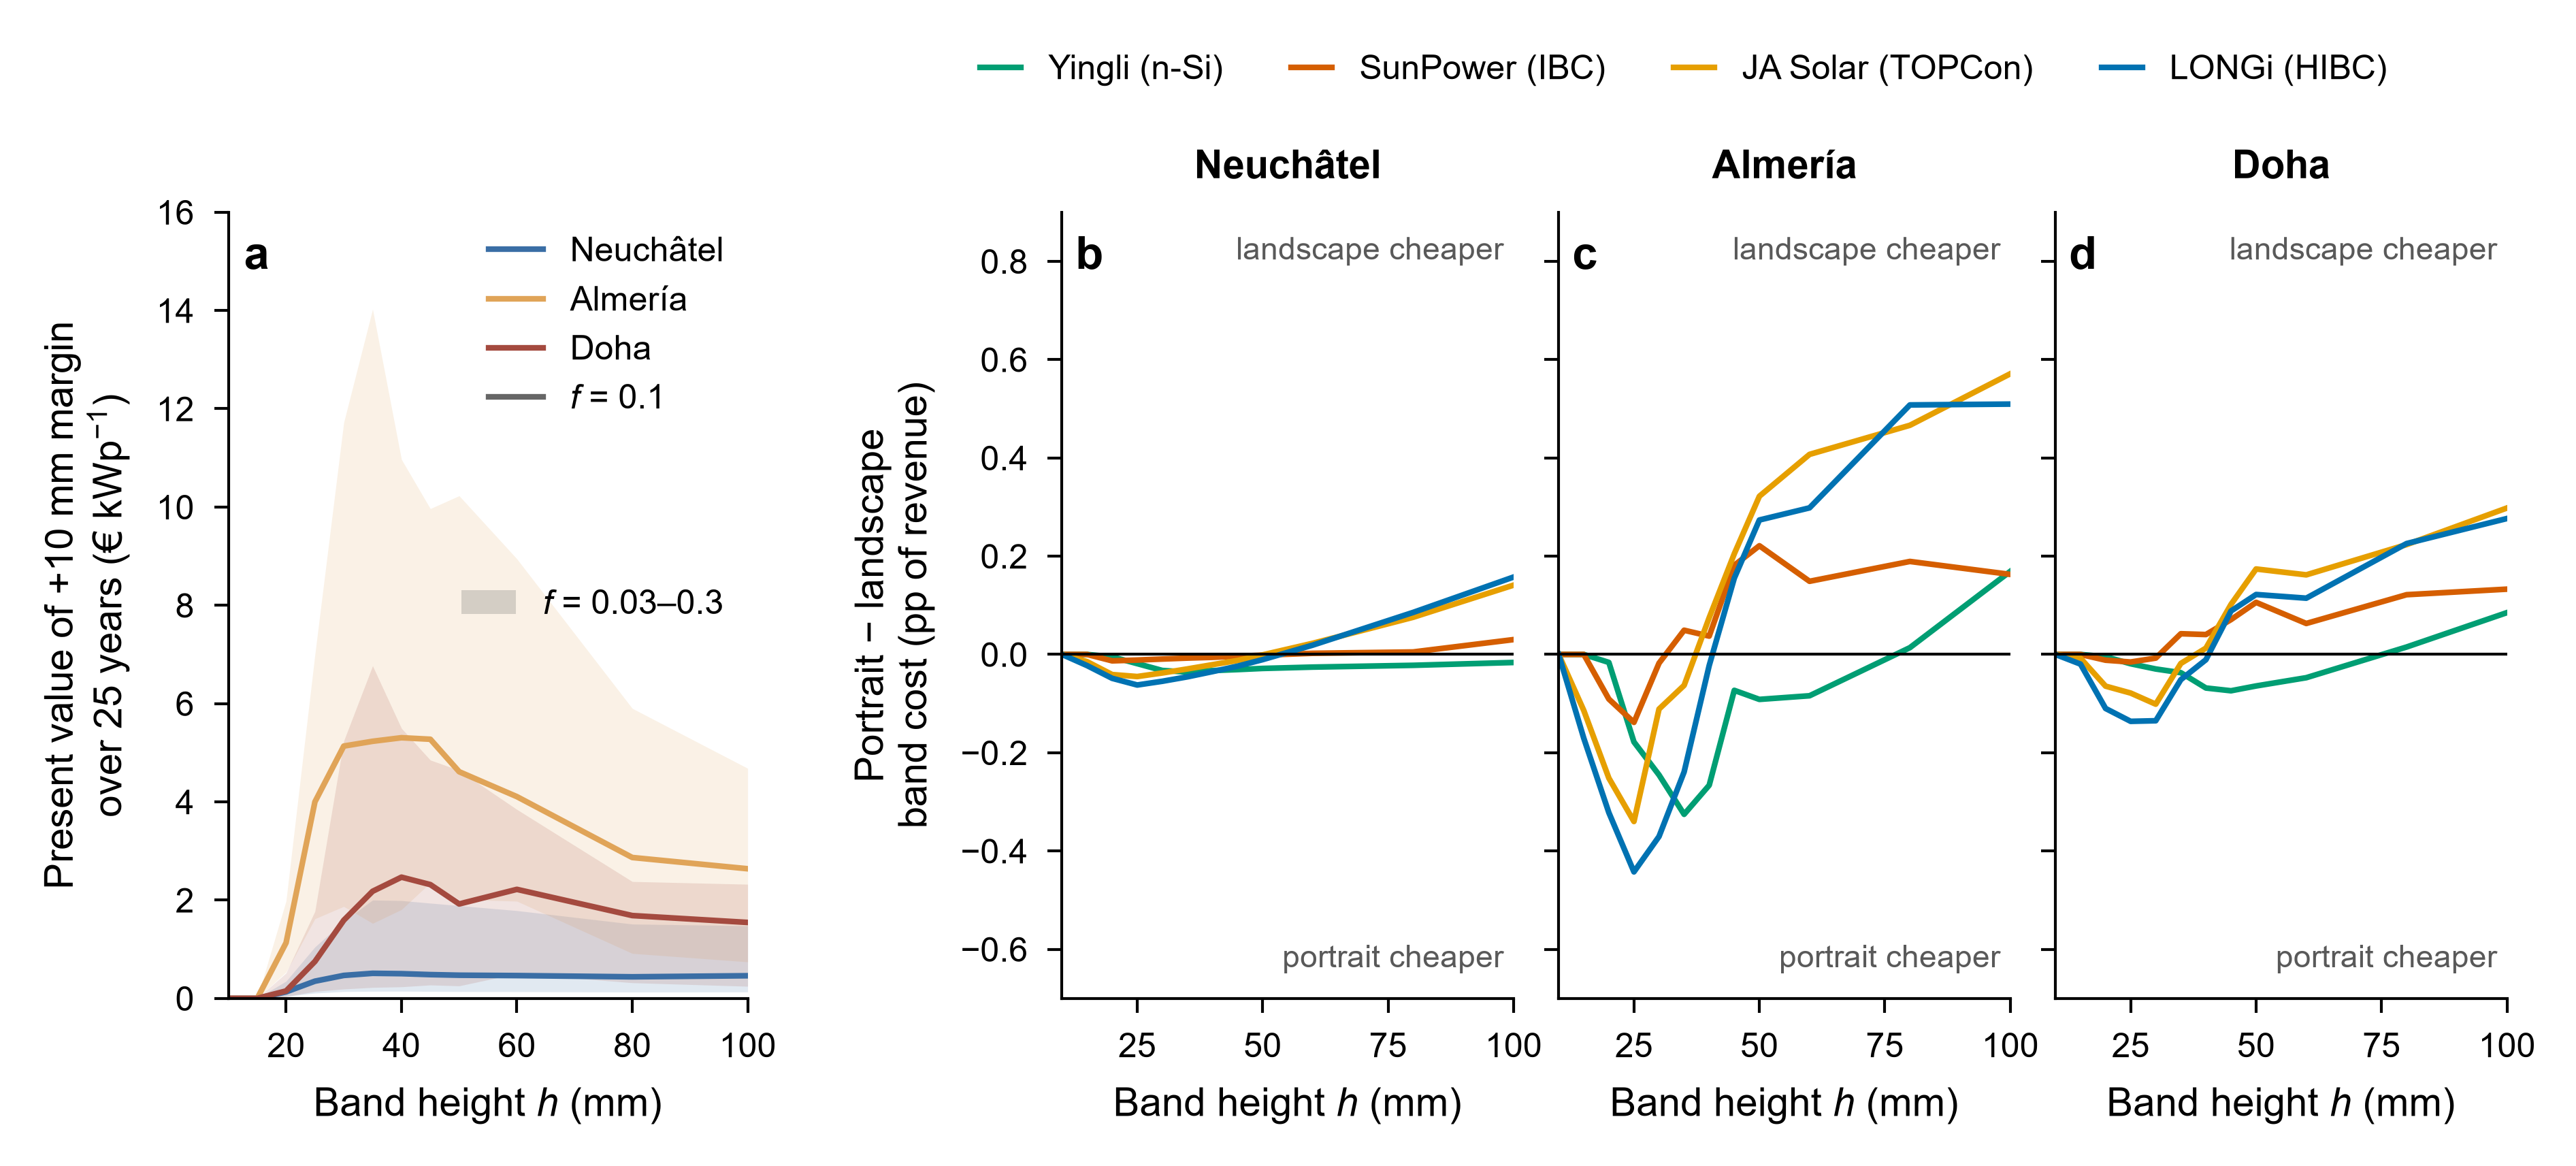 Yingli (n-Si)
SunPower (IBC)
JA Solar (TOPCon)
LONGi (HIBC)
Present value of +10 mm margin
over 25 years (€ kWp⁻¹)
16
14
12
10
8
6
4
2
0
a
Neuchâtel
Almería
Doha
f = 0.1
f = 0.03–0.3
20
40
60
80
100
Band height h (mm)
Portrait − landscape
band cost (pp of revenue)
0.8
0.6
0.4
0.2
0.0
−0.2
−0.4
−0.6
Neuchâtel
b
landscape cheaper
portrait cheaper
25
50
75
100
Band height h (mm)
Almería
c
landscape cheaper
portrait cheaper
25
50
75
100
Band height h (mm)
Doha
d
landscape cheaper
portrait cheaper
25
50
75
100
Band height h (mm)